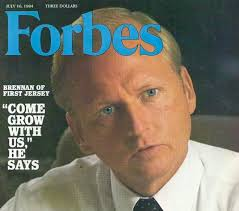 JULY 16, 1984 THREE DOLLARS
Forbes
BRENNAN OF
FIRST JERSEY
“COME
GROW
WITH
US,”
HE
SAYS